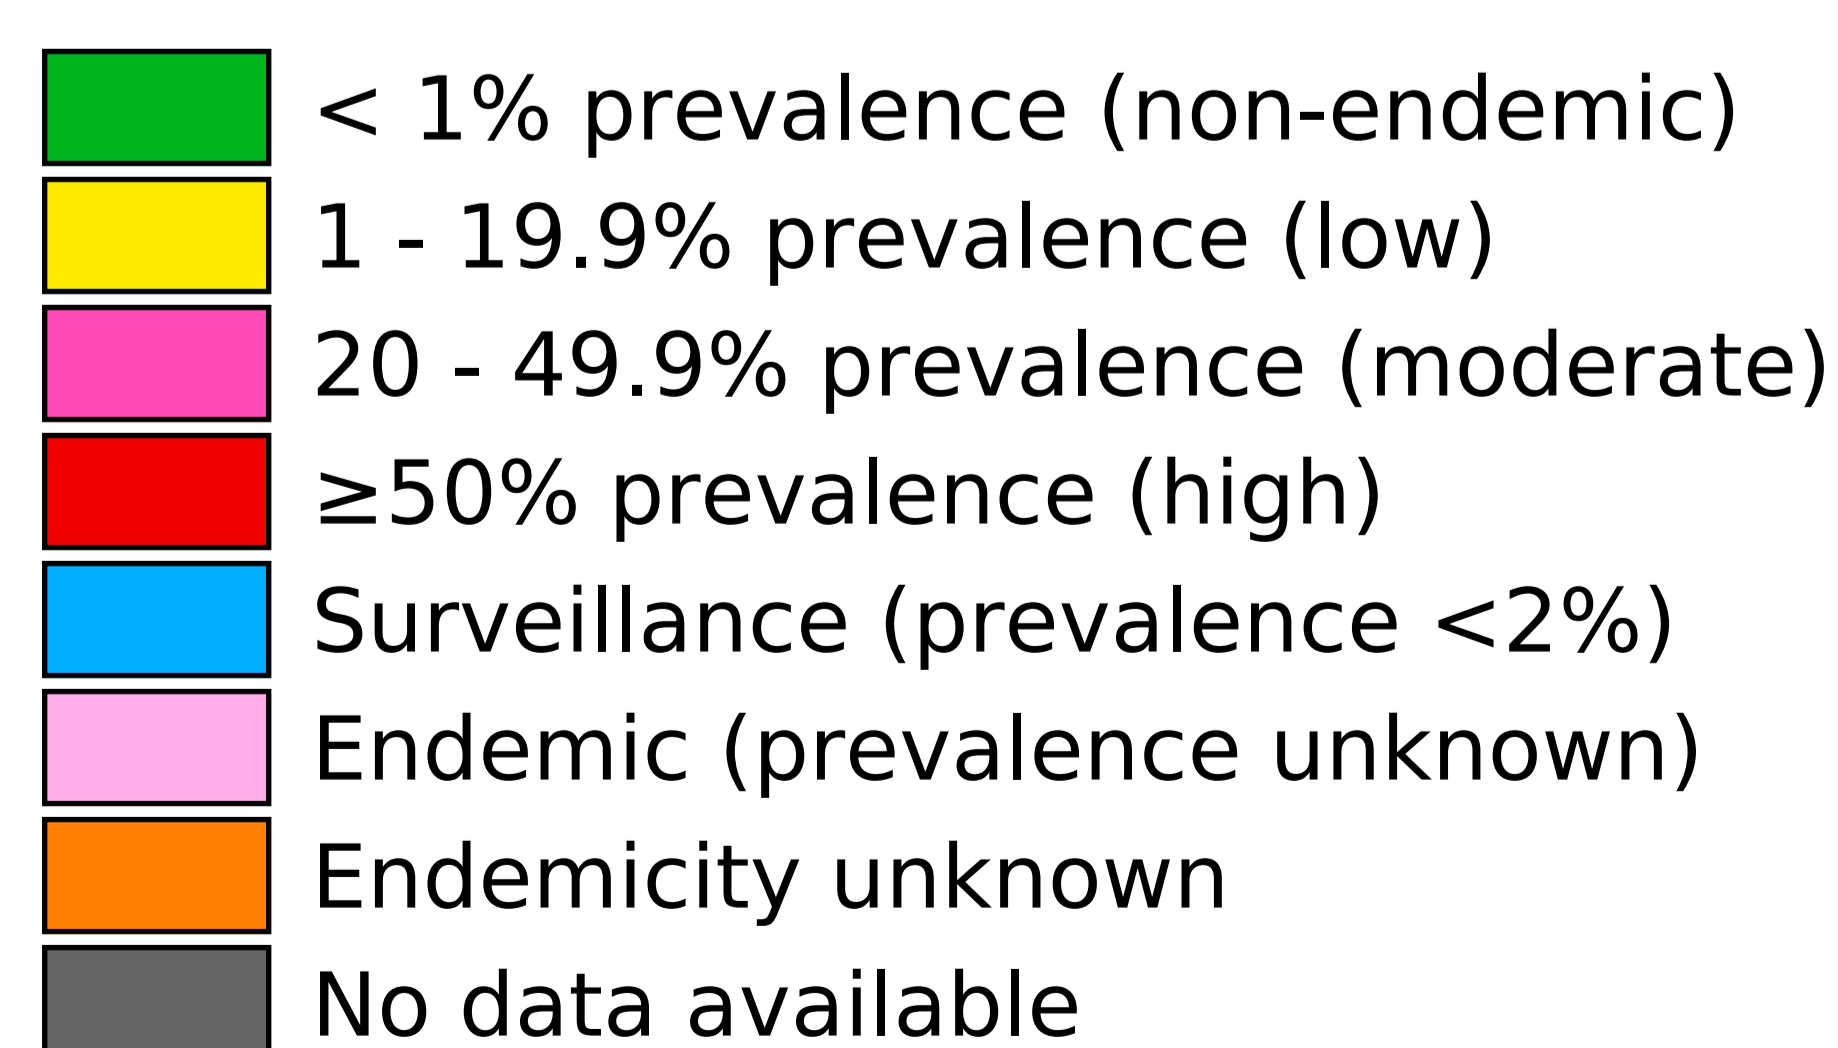 < 1% prevalence (non-endemic)
1 - 19.9% prevalence (low)
20 - 49.9% prevalence (moderate)
≥50% prevalence (high)
Surveillance (prevalence <2%)
Endemic (prevalence unknown)
Endemicity unknown
No data available